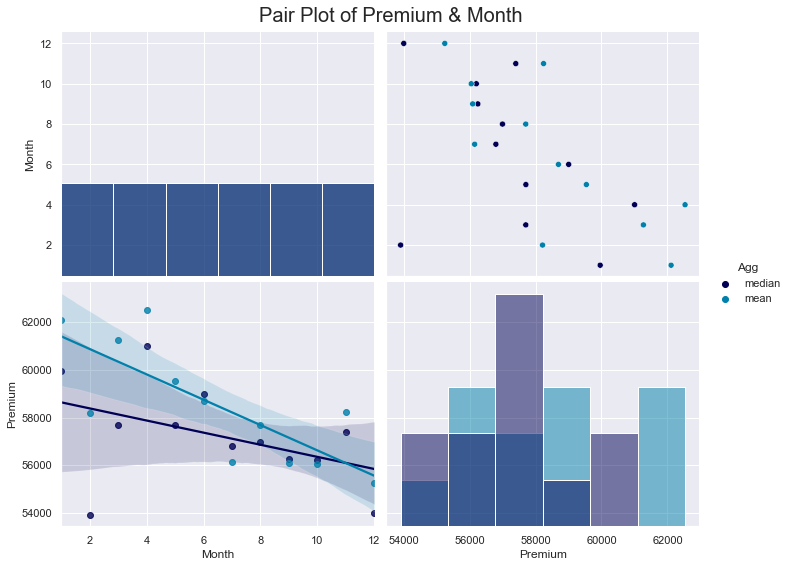 Pair Plot of Premium & Month
12
10
8
6
4
2
Month
Agg
median
mean
62000
60000
58000
56000
54000
Premium
2 4 6 8 10 12
Month
54000 56000 58000 60000 62000
Premium